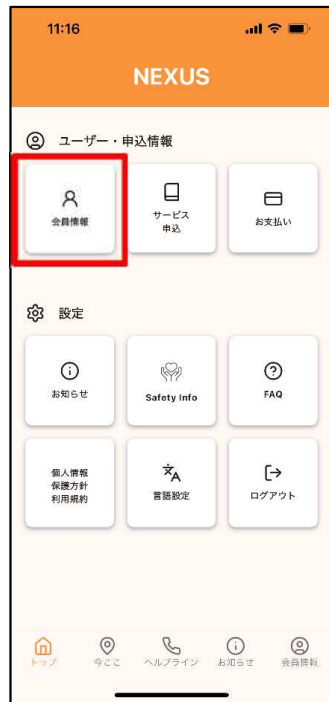 11:16
NEXUS
ユーザー・申込情報
会員情報
サービス
申込
お支払い
設定
お知らせ
Safety Info
FAQ
個人情報
保護方針
利用規約
言語設定
ログアウト
トップ
今ここ
ヘルプライン
お知らせ
会員情報